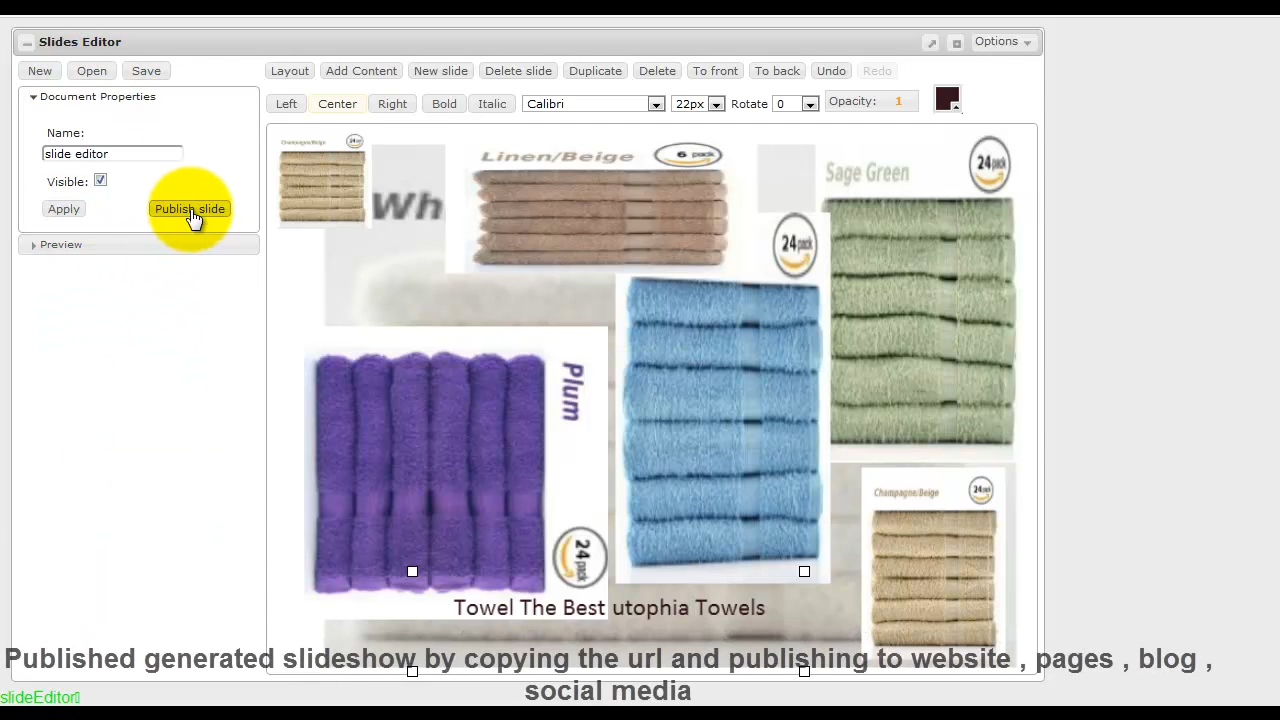 Slides Editor
Options
New Open Save
Layout Add Content New slide Delete slide Duplicate Delete To front To back Undo Redo
Document Properties
Left Center Right Bold Italic Calibri 22px Rotate 0 Opacity: 1
Name:
slide editor
Visible:
Apply Publish slide
Preview
Champagne/Beige
24 pack
Wh
Linen/Beige
6 pack
Sage Green
24 pack
24 pack
Plum
24 pack
Champagne/Beige
24 pack
Towel The Best utophia Towels
Published generated slideshow by copying the url and publishing to website , pages , blog ,
social media
slideEditor